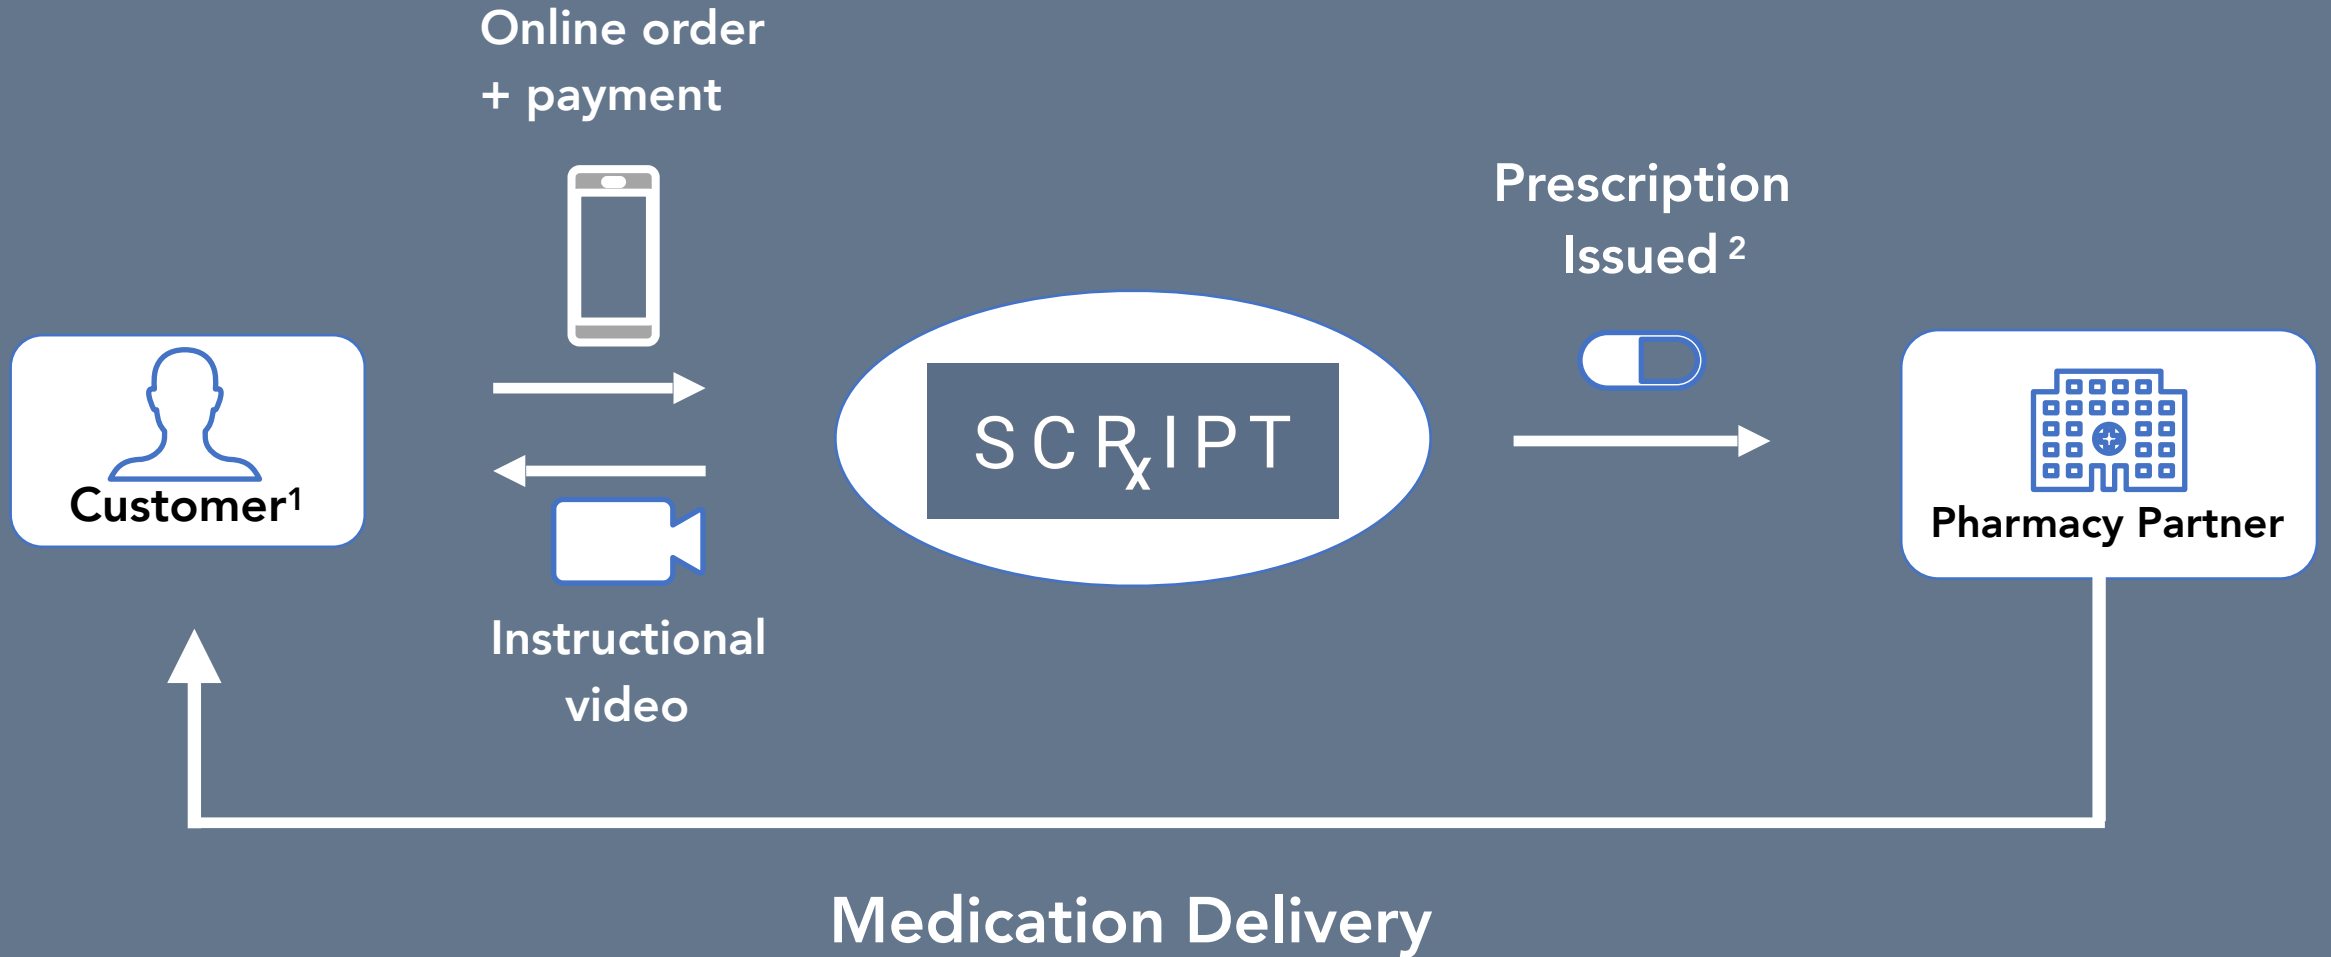 Online order
+ payment
Prescription
Issued ²
SCR𝗑IPT
Customer¹
Pharmacy Partner
Instructional
video
Medication Delivery